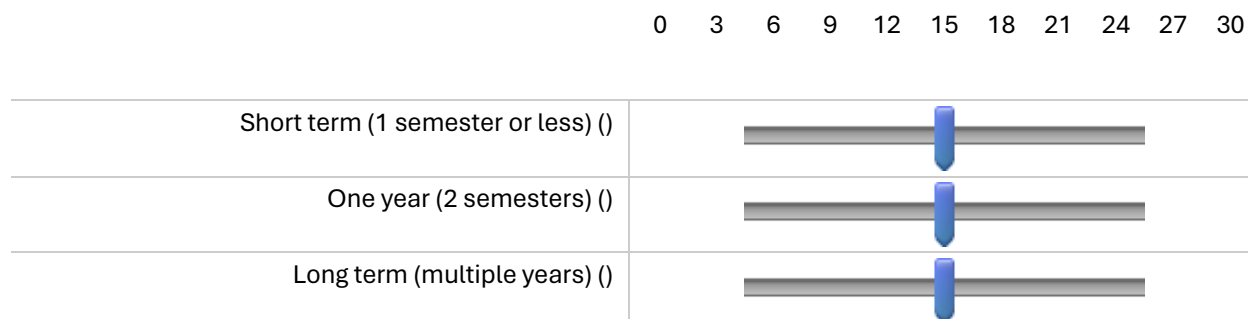 0 3 6 9 12 15 18 21 24 27 30
Short term (1 semester or less) ()
One year (2 semesters) ()
Long term (multiple years) ()